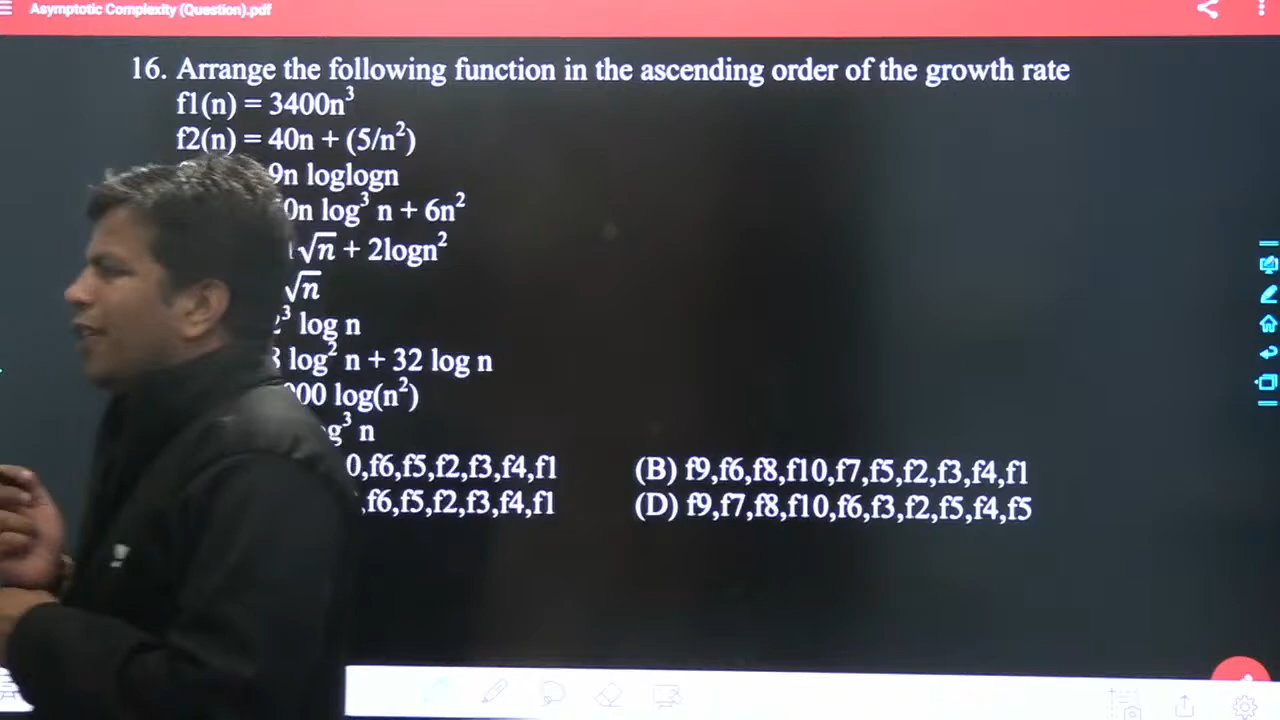 Asymptotic Complexity (Question).pdf
16. Arrange the following function in the ascending order of the growth rate
f1(n) = 3400n³
f2(n) = 40n + (5/n²)
9n loglogn
0n log³ n + 6n²
√n + 2logn²
√n
³ log n
log² n + 32 log n
00 log(n²)
g³ n
0,f6,f5,f2,f3,f4,f1 (B) f9,f6,f8,f10,f7,f5,f2,f3,f4,f1
,f6,f5,f2,f3,f4,f1 (D) f9,f7,f8,f10,f6,f3,f2,f5,f4,f5